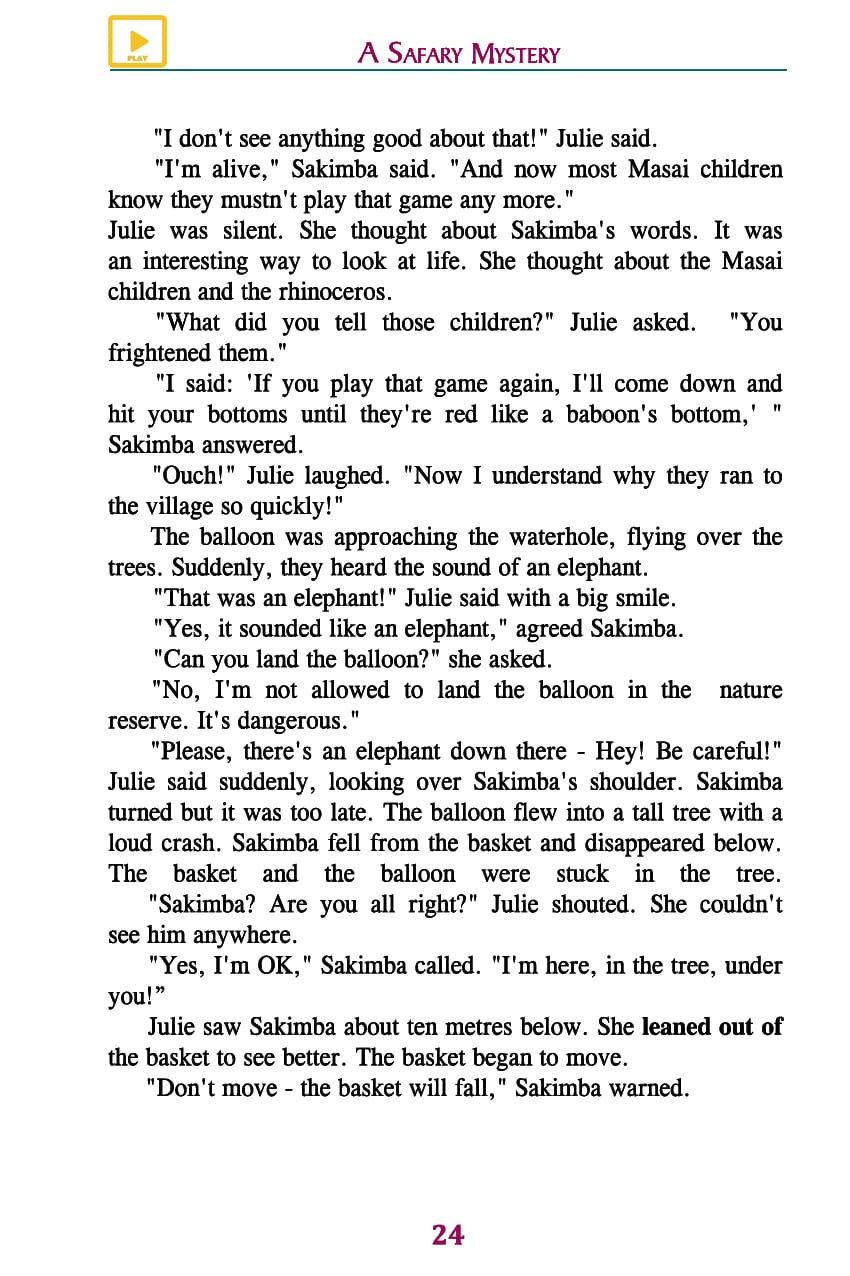 PLAY
A SAFARY MYSTERY
"I don't see anything good about that!" Julie said.
"I'm alive," Sakimba said. "And now most Masai children
know they mustn't play that game any more."
Julie was silent. She thought about Sakimba's words. It was
an interesting way to look at life. She thought about the Masai
children and the rhinoceros.
"What did you tell those children?" Julie asked. "You
frightened them."
"I said: 'If you play that game again, I'll come down and
hit your bottoms until they're red like a baboon's bottom,' "
Sakimba answered.
"Ouch!" Julie laughed. "Now I understand why they ran to
the village so quickly!"
The balloon was approaching the waterhole, flying over the
trees. Suddenly, they heard the sound of an elephant.
"That was an elephant!" Julie said with a big smile.
"Yes, it sounded like an elephant," agreed Sakimba.
"Can you land the balloon?" she asked.
"No, I'm not allowed to land the balloon in the nature
reserve. It's dangerous."
"Please, there's an elephant down there - Hey! Be careful!"
Julie said suddenly, looking over Sakimba's shoulder. Sakimba
turned but it was too late. The balloon flew into a tall tree with a
loud crash. Sakimba fell from the basket and disappeared below.
The basket and the balloon were stuck in the tree.
"Sakimba? Are you all right?" Julie shouted. She couldn't
see him anywhere.
"Yes, I'm OK," Sakimba called. "I'm here, in the tree, under
you!”
Julie saw Sakimba about ten metres below. She leaned out of
the basket to see better. The basket began to move.
"Don't move - the basket will fall," Sakimba warned.
24